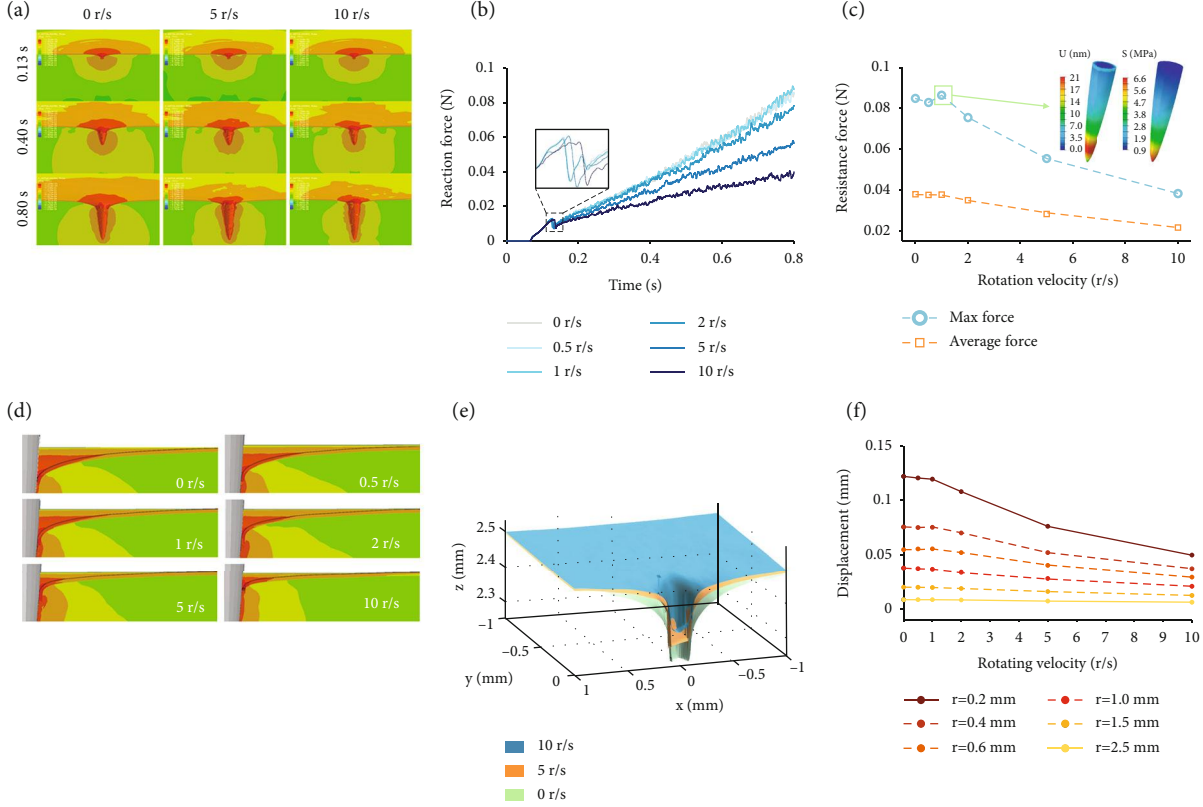 (a)
0 r/s 5 r/s 10 r/s
0.13 s
0.40 s
0.80 s
(b)
Reaction force (N)
0.1
0.08
0.06
0.04
0.02
0
0 0.2 0.4 0.6 0.8
Time (s)
0 r/s 2 r/s
0.5 r/s 5 r/s
1 r/s 10 r/s
(c)
Resistance force (N)
0.1
0.08
0.06
0.04
0.02
U (nm) S (MPa)
21 6.6
17 5.6
14 4.7
10 3.8
7.0 2.8
3.5 1.9
0.0 0.9
0 2 4 6 8 10
Rotation velocity (r/s)
Max force
Average force
(d)
0 r/s 0.5 r/s
1 r/s 2 r/s
5 r/s 10 r/s
(e)
z (mm)
2.5
2.4
2.3
−1
−0.5
0
y (mm)
1 0.5 0 −0.5 −1
x (mm)
10 r/s
5 r/s
0 r/s
(f)
Displacement (mm)
0.15
0.1
0.05
0
0 1 2 3 4 5 6 7 8 9 10
Rotating velocity (r/s)
r=0.2 mm r=1.0 mm
r=0.4 mm r=1.5 mm
r=0.6 mm r=2.5 mm